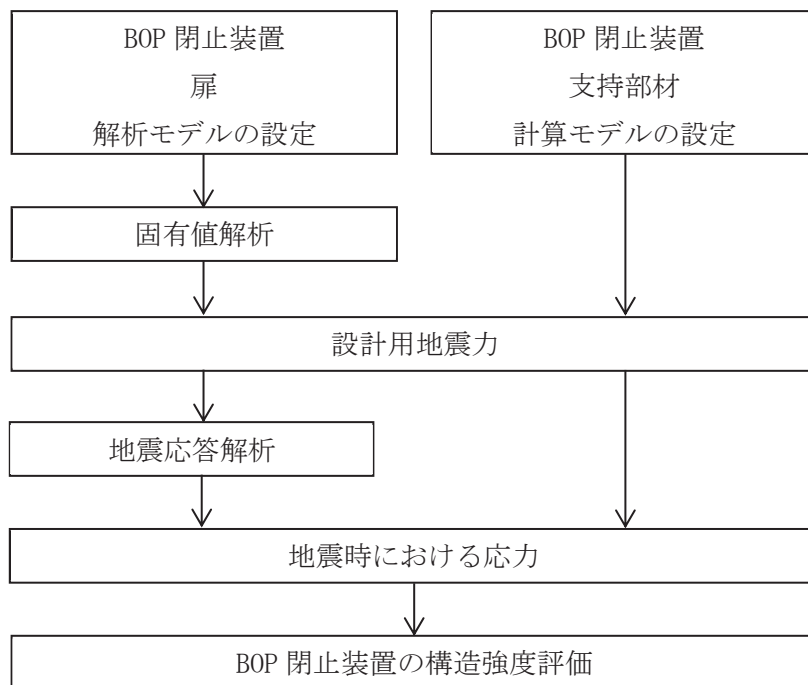 BOP 閉止装置
扉
解析モデルの設定
BOP 閉止装置
支持部材
計算モデルの設定
固有値解析
設計用地震力
地震応答解析
地震時における応力
BOP 閉止装置の構造強度評価